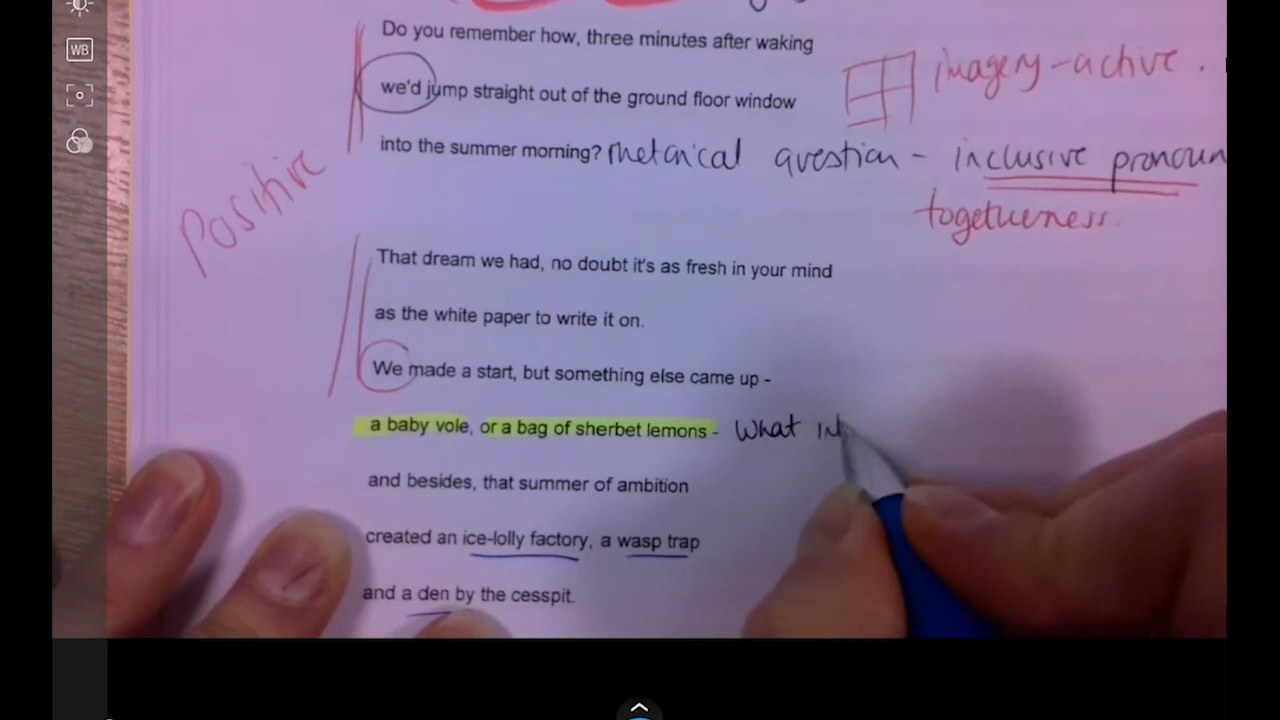 WB
Do you remember how, three minutes after waking
imagery - active.
we'd jump straight out of the ground floor window
into the summer morning? rhetorical question - inclusive pronoun
Positive
togetherness.
That dream we had, no doubt it's as fresh in your mind
as the white paper to write it on.
We made a start, but something else came up -
a baby vole, or a bag of sherbet lemons - What
and besides, that summer of ambition
created an ice-lolly factory, a wasp trap
and a den by the cesspit.